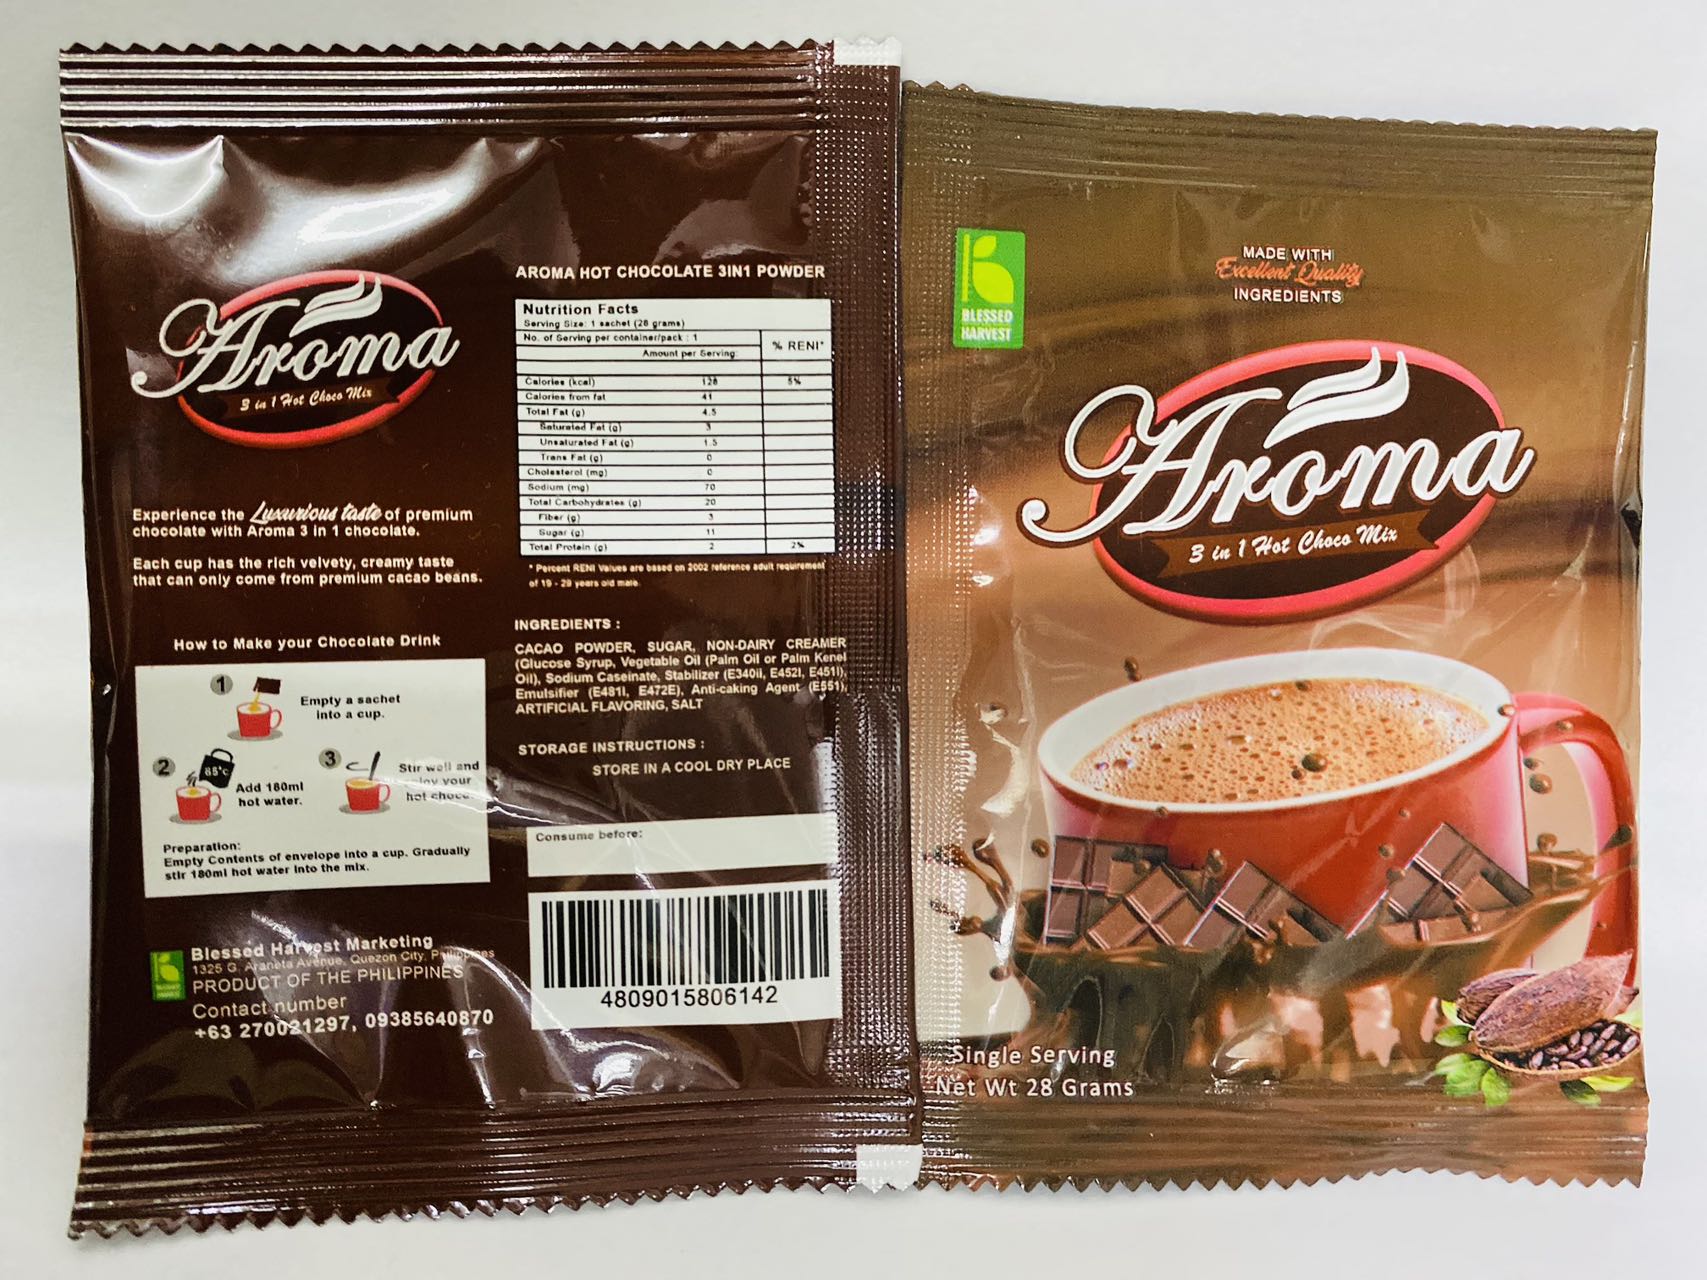 Aroma
3 in 1 Hot Choco Mix
Experience the Luxurious taste of premium
chocolate with Aroma 3 in 1 chocolate.
Each cup has the rich velvety, creamy taste
that can only come from premium cacao beans.
How to Make your Chocolate Drink
1
Empty a sachet
into a cup.
2
85°c
Add 180ml
hot water.
3
Stir well and
your
hot choco.
Preparation:
Empty Contents of envelope into a cup. Gradually
stir 180ml hot water into the mix.
Blessed Harvest Marketing
1325 G. Araneta Avenue, Quezon City, Philippines
PRODUCT OF THE PHILIPPINES
Contact number
+63 270021297, 09385640870
AROMA HOT CHOCOLATE 3IN1 POWDER
Nutrition Facts
Serving Size: 1 sachet (28 grams)
No. of Serving per container/pack : 1
Amount per Serving:
% RENI*
Calories (kcal) 128 5%
Calories from fat 41
Total Fat (g) 4.5
Saturated Fat (g) 3
Unsaturated Fat (g) 1.5
Trans Fat (g) 0
Cholesterol (mg) 0
Sodium (mg) 70
Total Carbohydrates (g) 20
Fiber (g) 3
Sugar (g) 11
Total Protein (g) 2 2%
* Percent RENI Values are based on 2002 reference adult requirement
of 19 - 29 years old male.
INGREDIENTS :
CACAO POWDER, SUGAR, NON-DAIRY CREAMER
(Glucose Syrup, Vegetable Oil (Palm Oil or Palm Kenel
Oil), Sodium Caseinate, Stabilizer (E340ii, E452I, E451I),
Emulsifier (E481I, E472E), Anti-caking Agent (E551),
ARTIFICIAL FLAVORING, SALT
STORAGE INSTRUCTIONS :
STORE IN A COOL DRY PLACE
Consume before:
4809015806142
BLESSED
HARVEST
MADE WITH
Excellent Quality
INGREDIENTS
Aroma
3 in 1 Hot Choco Mix
Single Serving
Net Wt 28 Grams